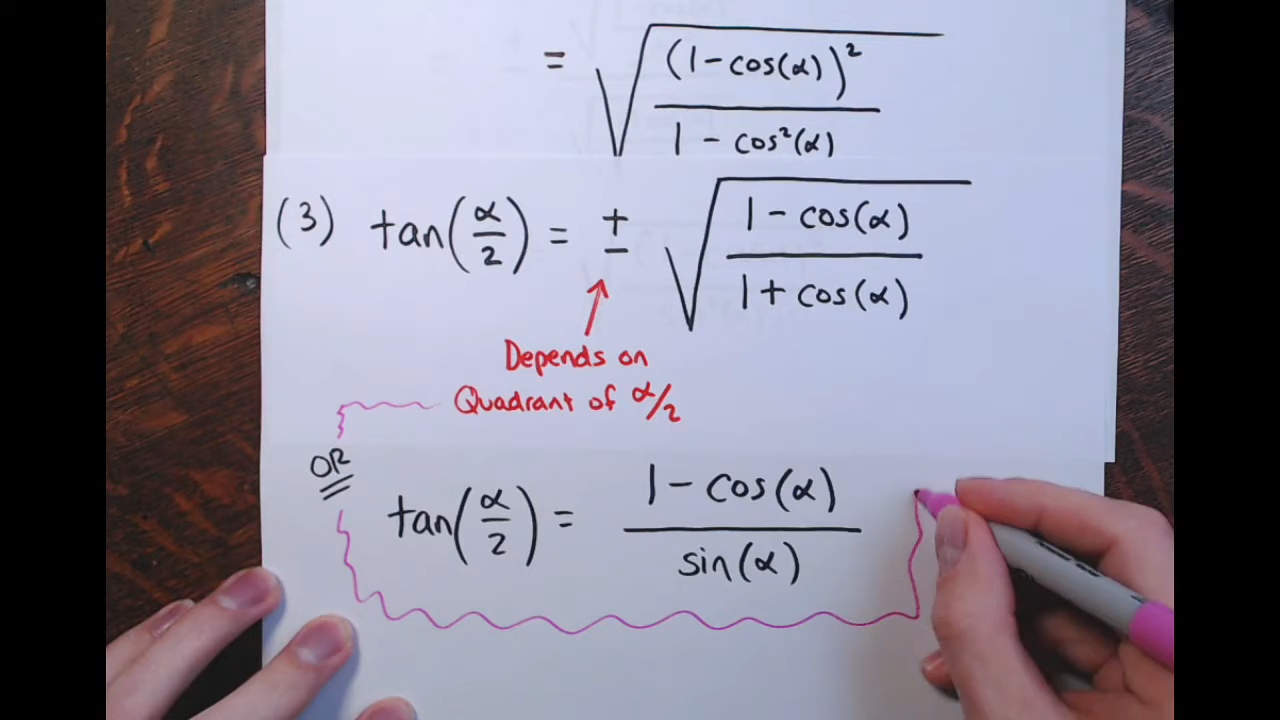 = √((1-cos(α))²/(1-cos²(α)))
(3) tan(α/2) = ± √((1-cos(α))/(1+cos(α)))
Depends on
Quadrant of α/2
OR
tan(α/2) = (1-cos(α))/sin(α)